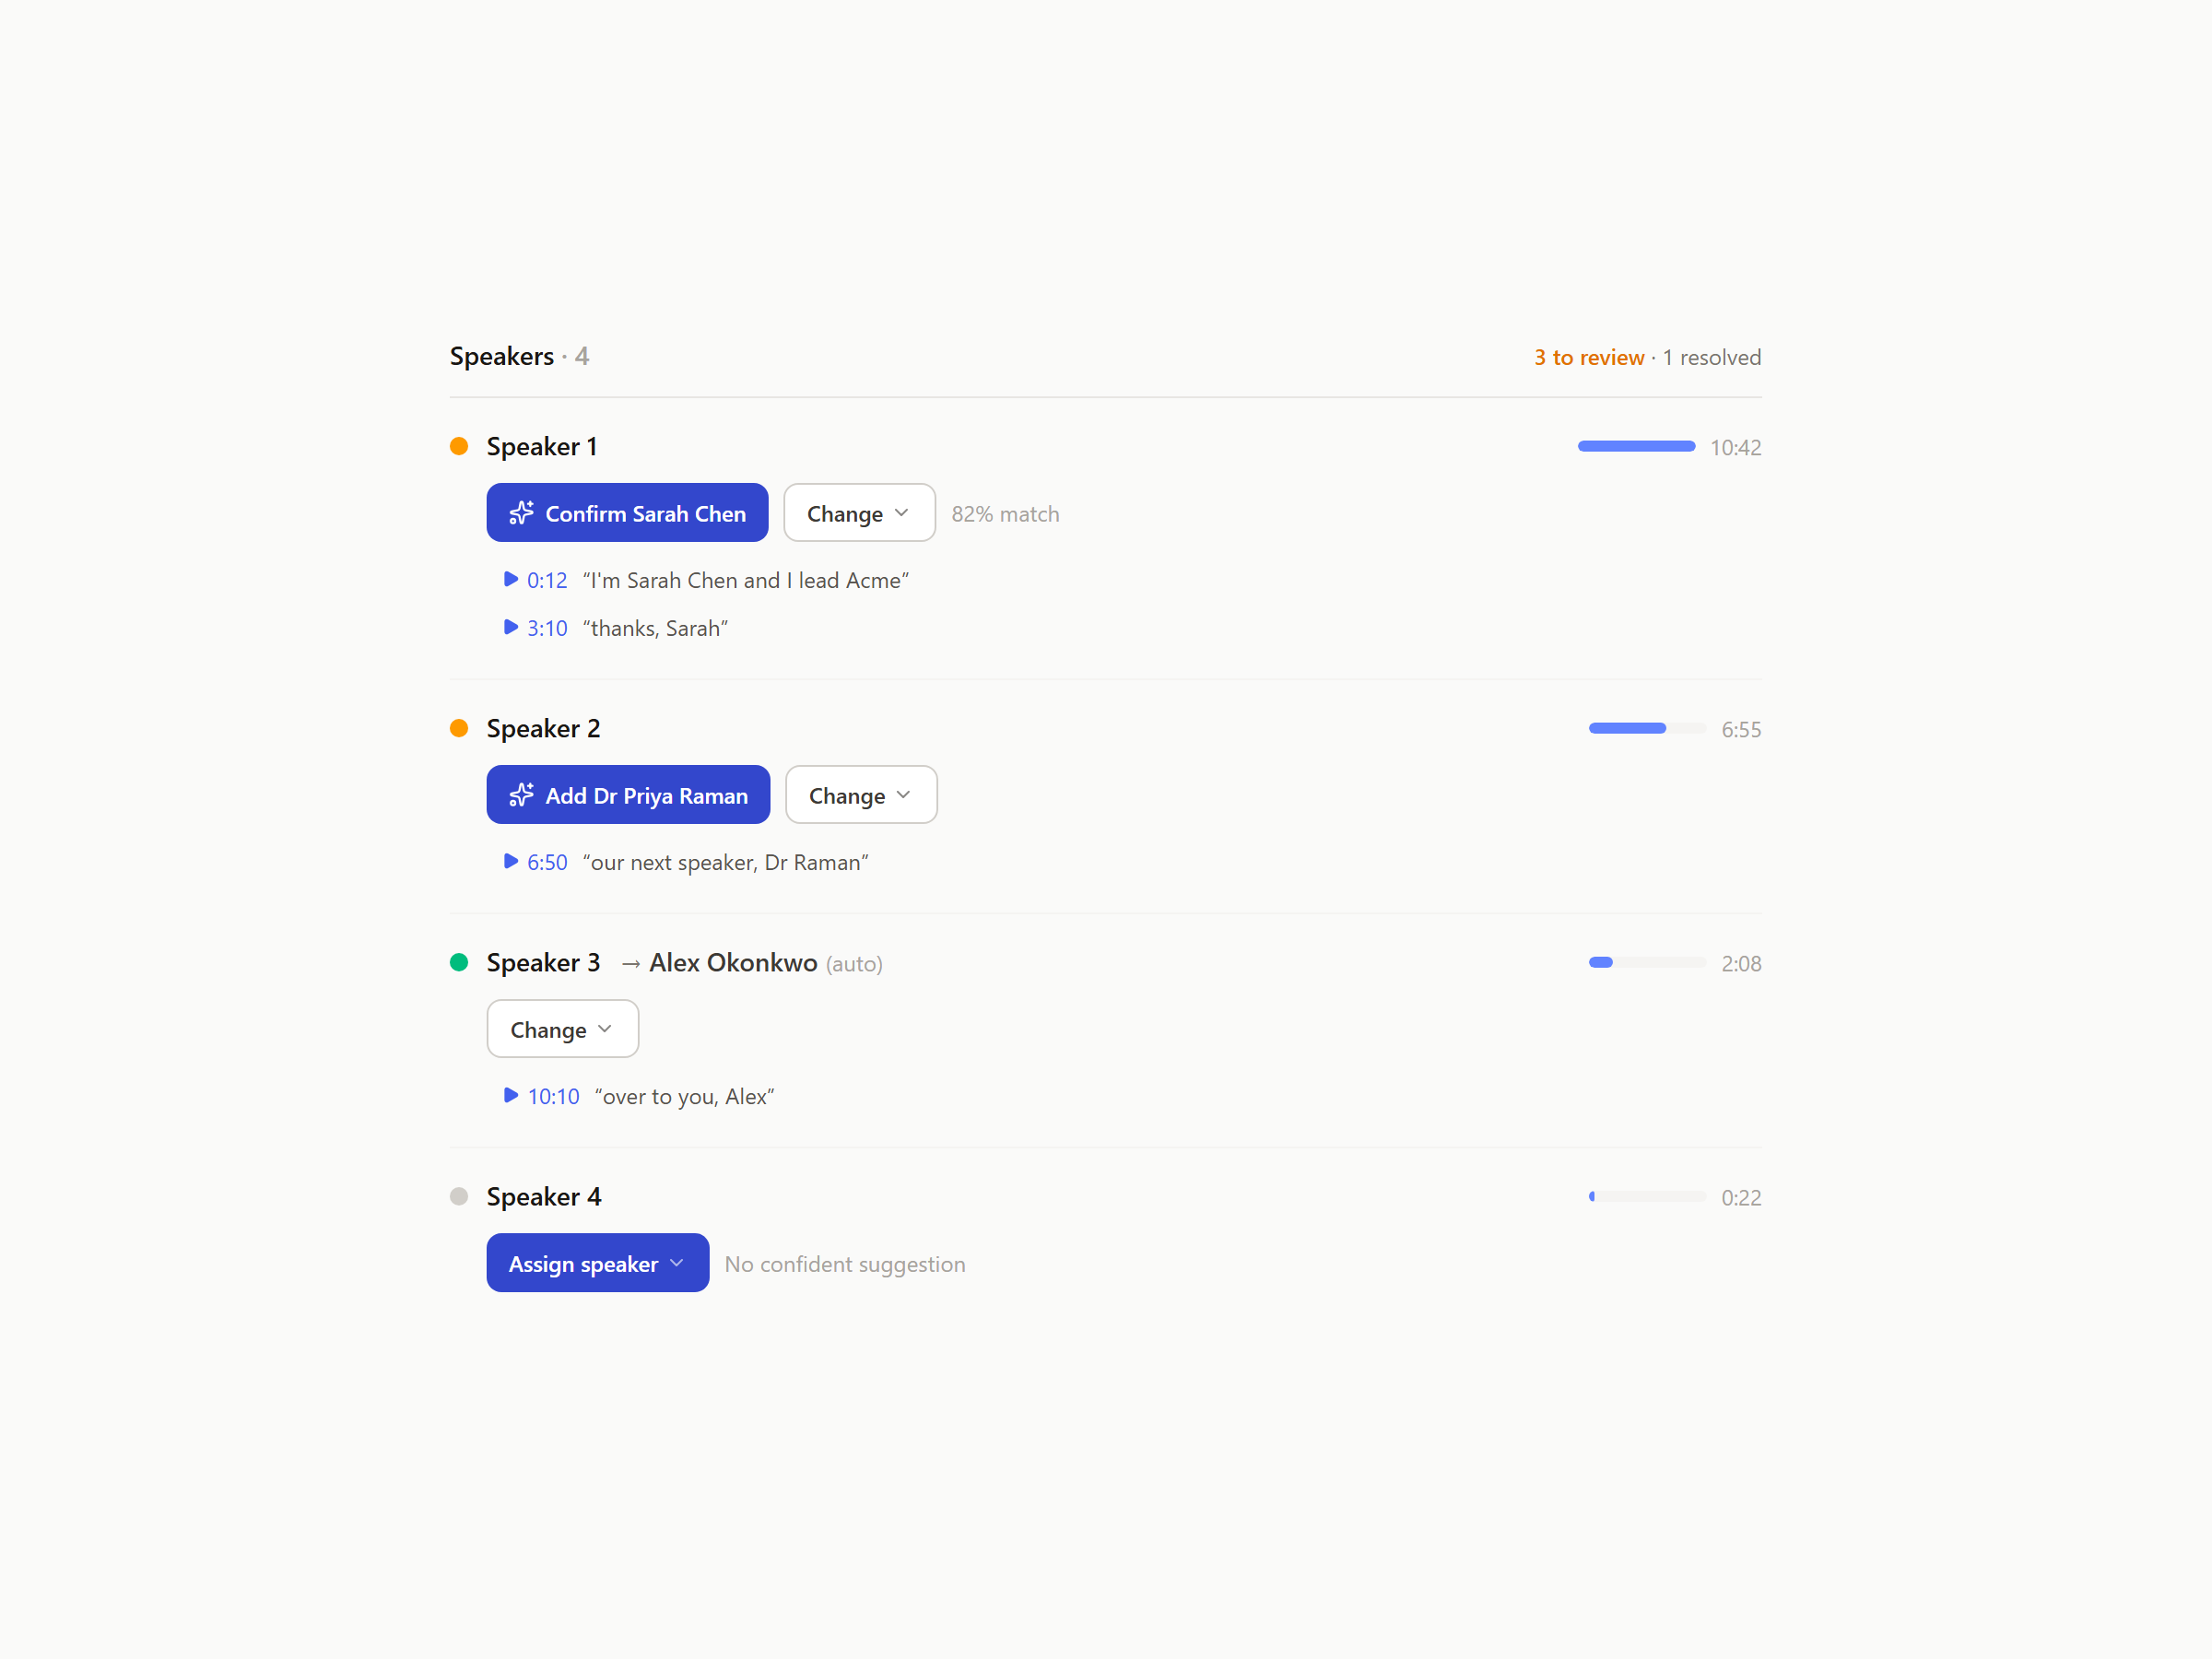 Speakers · 4
3 to review · 1 resolved
Speaker 1
10:42
Confirm Sarah Chen
Change
82% match
0:12 “I'm Sarah Chen and I lead Acme”
3:10 “thanks, Sarah”
Speaker 2
6:55
Add Dr Priya Raman
Change
6:50 “our next speaker, Dr Raman”
Speaker 3 → Alex Okonkwo (auto)
2:08
Change
10:10 “over to you, Alex”
Speaker 4
0:22
Assign speaker
No confident suggestion